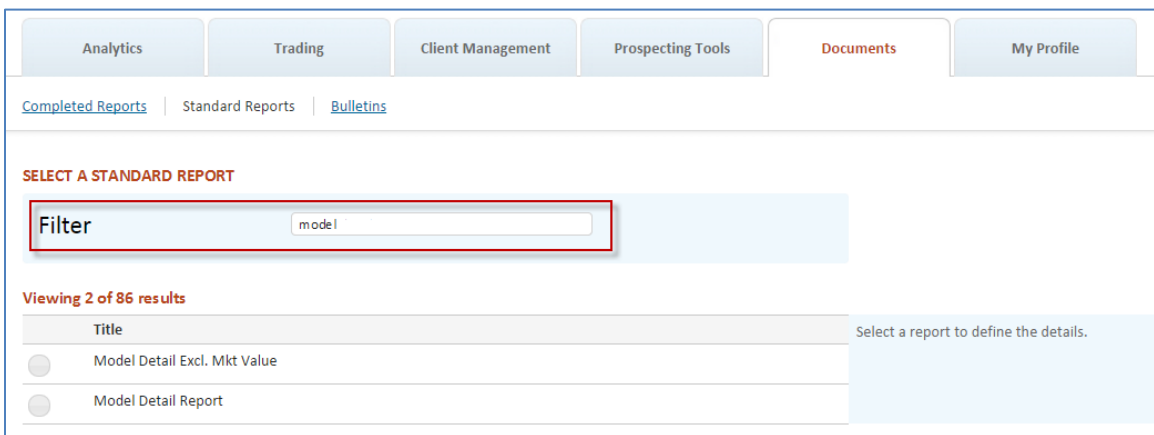 Analytics Trading Client Management Prospecting Tools Documents My Profile
Completed Reports Standard Reports Bulletins
SELECT A STANDARD REPORT
Filter model
Viewing 2 of 86 results
Title
Select a report to define the details.
Model Detail Excl. Mkt Value
Model Detail Report